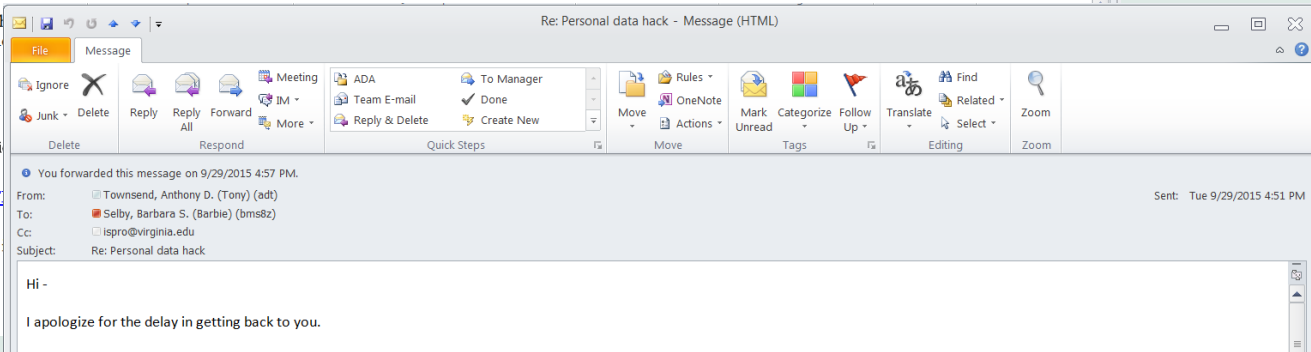 Re: Personal data hack - Message (HTML)
File Message
Ignore Delete Reply Reply All Forward Meeting ADA To Manager Move Rules Mark Unread Categorize Follow Up Translate Find Zoom
IM Team E-mail Done OneNote Related
Junk More Reply & Delete Create New Actions Select
Delete Respond Quick Steps Move Tags Editing Zoom
You forwarded this message on 9/29/2015 4:57 PM.
From: Townsend, Anthony D. (Tony) (adt) Sent: Tue 9/29/2015 4:51 PM
To: Selby, Barbara S. (Barbie) (bms8z)
Cc: ispro@virginia.edu
Subject: Re: Personal data hack
Hi -
I apologize for the delay in getting back to you.